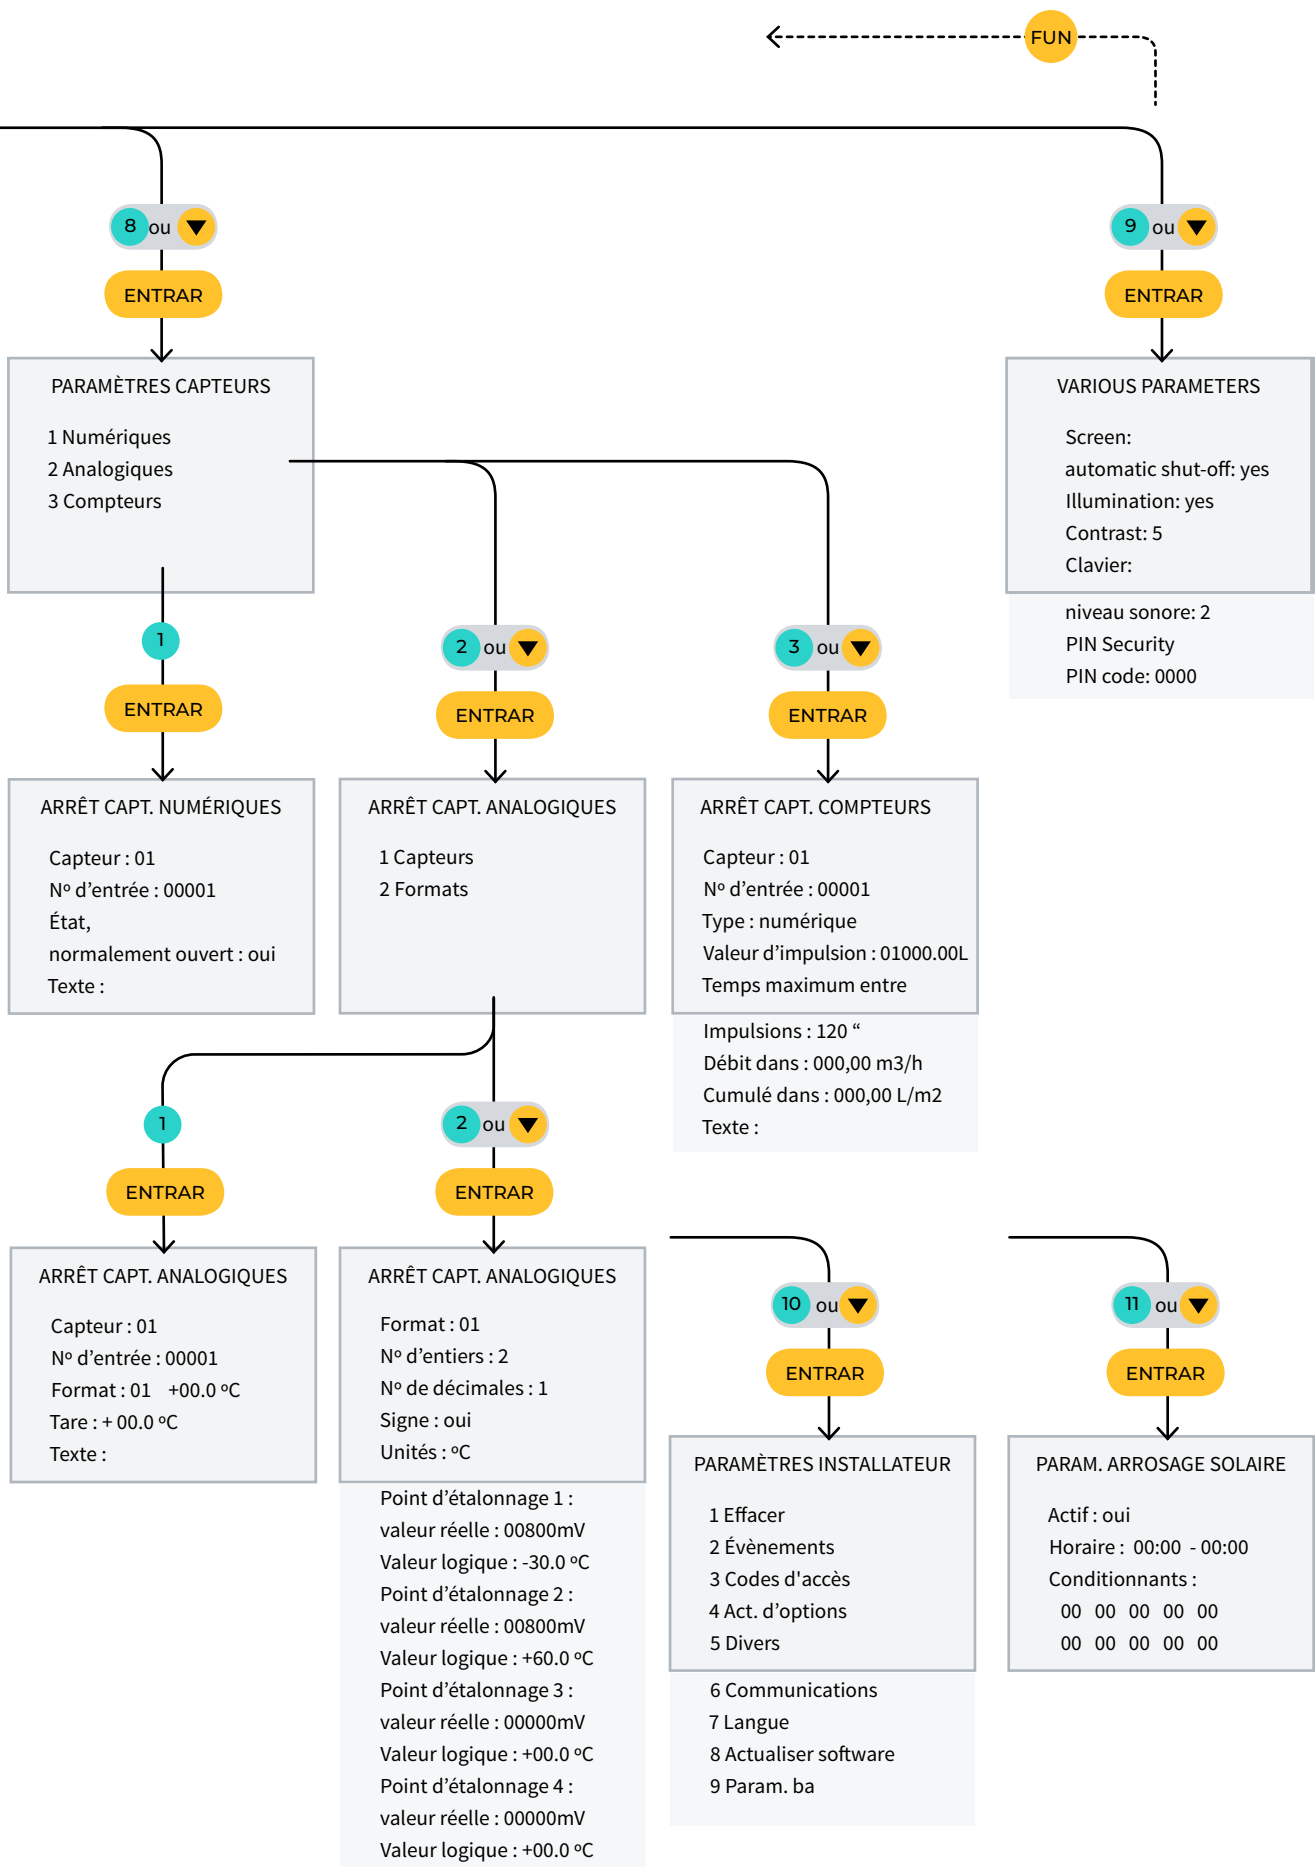 FUN
8 ou
ENTRAR
9 ou
ENTRAR
PARAMÈTRES CAPTEURS
1 Numériques
2 Analogiques
3 Compteurs
VARIOUS PARAMETERS
Screen:
automatic shut-off: yes
Illumination: yes
Contrast: 5
Clavier:
niveau sonore: 2
PIN Security
PIN code: 0000
1
ENTRAR
2 ou
ENTRAR
3 ou
ENTRAR
ARRÊT CAPT. NUMÉRIQUES
Capteur : 01
Nº d’entrée : 00001
État,
normalement ouvert : oui
Texte :
ARRÊT CAPT. ANALOGIQUES
1 Capteurs
2 Formats
ARRÊT CAPT. COMPTEURS
Capteur : 01
Nº d’entrée : 00001
Type : numérique
Valeur d’impulsion : 01000.00L
Temps maximum entre
Impulsions : 120 “
Débit dans : 000,00 m3/h
Cumulé dans : 000,00 L/m2
Texte :
1
ENTRAR
2 ou
ENTRAR
ARRÊT CAPT. ANALOGIQUES
Capteur : 01
Nº d’entrée : 00001
Format : 01 +00.0 ºC
Tare : + 00.0 ºC
Texte :
ARRÊT CAPT. ANALOGIQUES
Format : 01
Nº d’entiers : 2
Nº de décimales : 1
Signe : oui
Unités : ºC
Point d’étalonnage 1 :
valeur réelle : 00800mV
Valeur logique : -30.0 ºC
Point d’étalonnage 2 :
valeur réelle : 00800mV
Valeur logique : +60.0 ºC
Point d’étalonnage 3 :
valeur réelle : 00000mV
Valeur logique : +00.0 ºC
Point d’étalonnage 4 :
valeur réelle : 00000mV
Valeur logique : +00.0 ºC
10 ou
ENTRAR
PARAMÈTRES INSTALLATEUR
1 Effacer
2 Évènements
3 Codes d'accès
4 Act. d’options
5 Divers
6 Communications
7 Langue
8 Actualiser software
9 Param. ba
11 ou
ENTRAR
PARAM. ARROSAGE SOLAIRE
Actif : oui
Horaire : 00:00 - 00:00
Conditionnants :
00 00 00 00 00
00 00 00 00 00